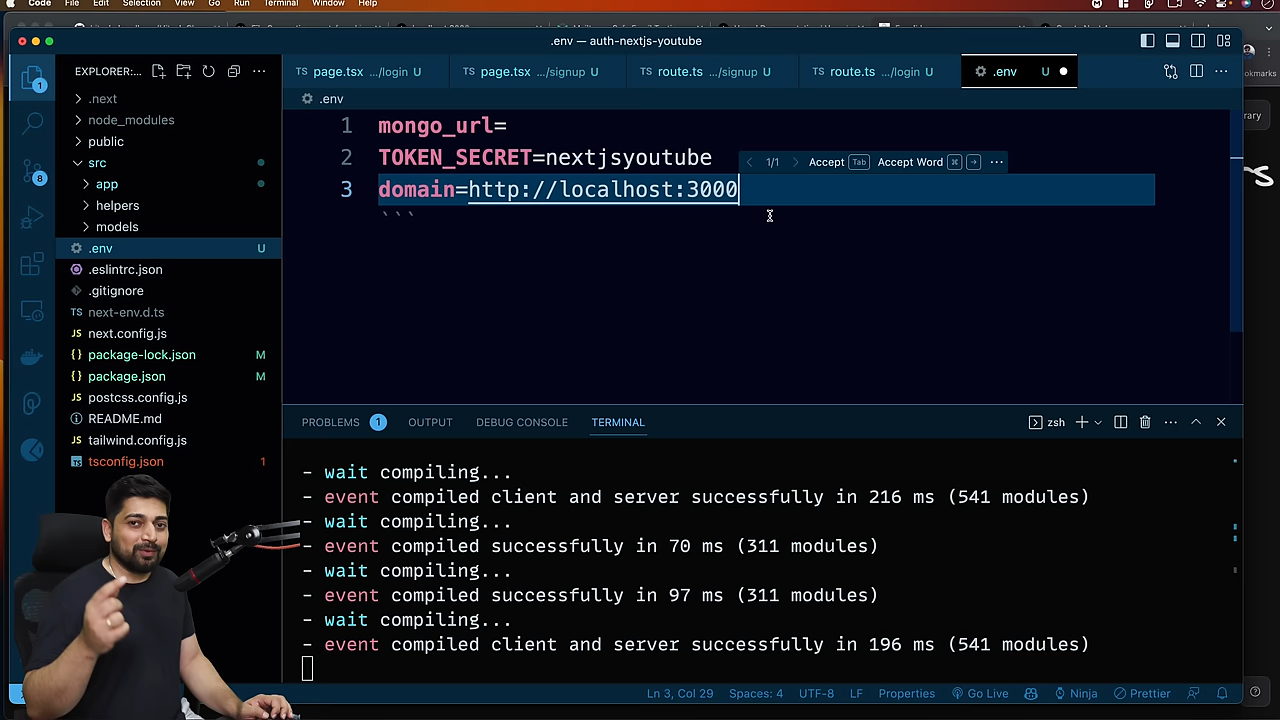 Code File Edit Selection View Go Run Terminal Window Help
.env — auth-nextjs-youtube
EXPLORER:...
page.tsx .../login U
page.tsx .../signup U
route.ts .../signup U
route.ts .../login U
.env U
.env
.next
node_modules
public
src
app
helpers
models
.env U
.eslintrc.json
.gitignore
TS next-env.d.ts
JS next.config.js
{} package-lock.json M
{} package.json M
JS postcss.config.js
README.md
JS tailwind.config.js
tsconfig.json 1
1
8
1 mongo_url=
2 TOKEN_SECRET=nextjsyoutube
3 domain=http://localhost:3000
```
1/1 Accept Tab Accept Word ⌘ → ...
PROBLEMS 1 OUTPUT DEBUG CONSOLE TERMINAL
zsh
- wait compiling...
- event compiled client and server successfully in 216 ms (541 modules)
- wait compiling...
- event compiled successfully in 70 ms (311 modules)
- wait compiling...
- event compiled successfully in 97 ms (311 modules)
- wait compiling...
- event compiled client and server successfully in 196 ms (541 modules)
Ln 3, Col 29 Spaces: 4 UTF-8 LF Properties Go Live Ninja Prettier